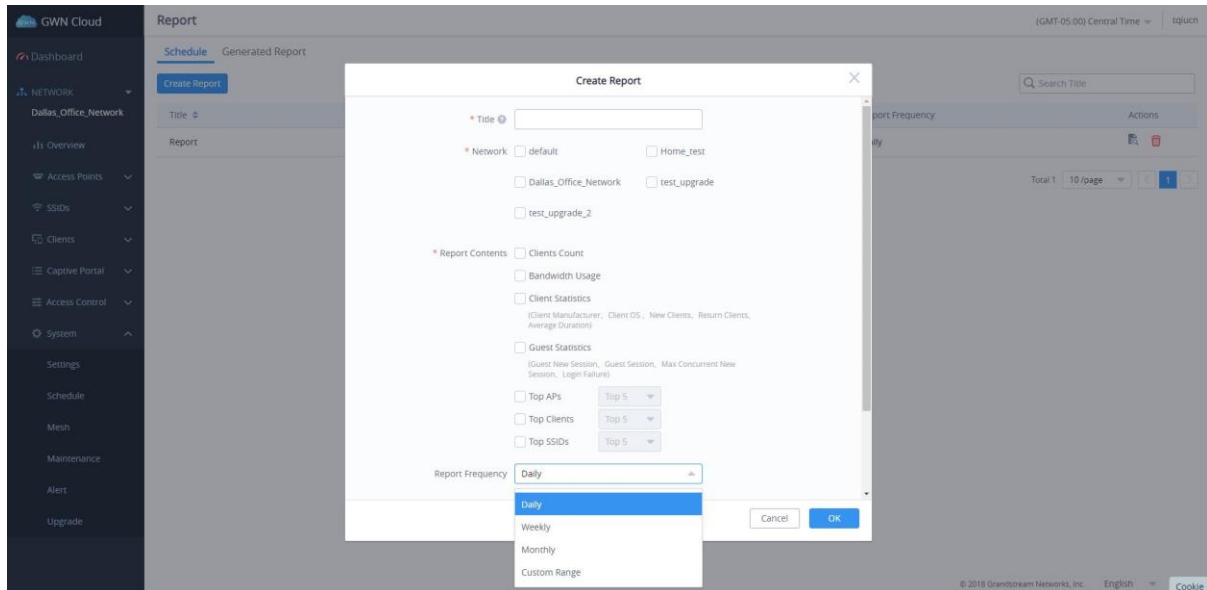 GWN Cloud
Report
(GMT-05:00) Central Time
tqiucn
Dashboard
Schedule Generated Report
NETWORK
Dallas_Office_Network
Create Report
Search Title
Title
port Frequency
Actions
Report
ily
Total 1 10 /page 1
Overview
Access Points
SSIDs
Clients
Captive Portal
Access Control
System
Settings
Schedule
Mesh
Maintenance
Alert
Upgrade
Create Report
* Title
* Network default Home_test
Dallas_Office_Network test_upgrade
test_upgrade_2
* Report Contents Clients Count
Bandwidth Usage
Client Statistics
(Client Manufacturer, Client OS , New Clients, Return Clients,
Average Duration)
Guest Statistics
(Guest New Session, Guest Session, Max Concurrent New
Session, Login Failure)
Top APs Top 5
Top Clients Top 5
Top SSIDs Top 5
Report Frequency Daily
Daily
Weekly
Monthly
Custom Range
Cancel OK
© 2018 Grandstream Networks, Inc. English Cookie